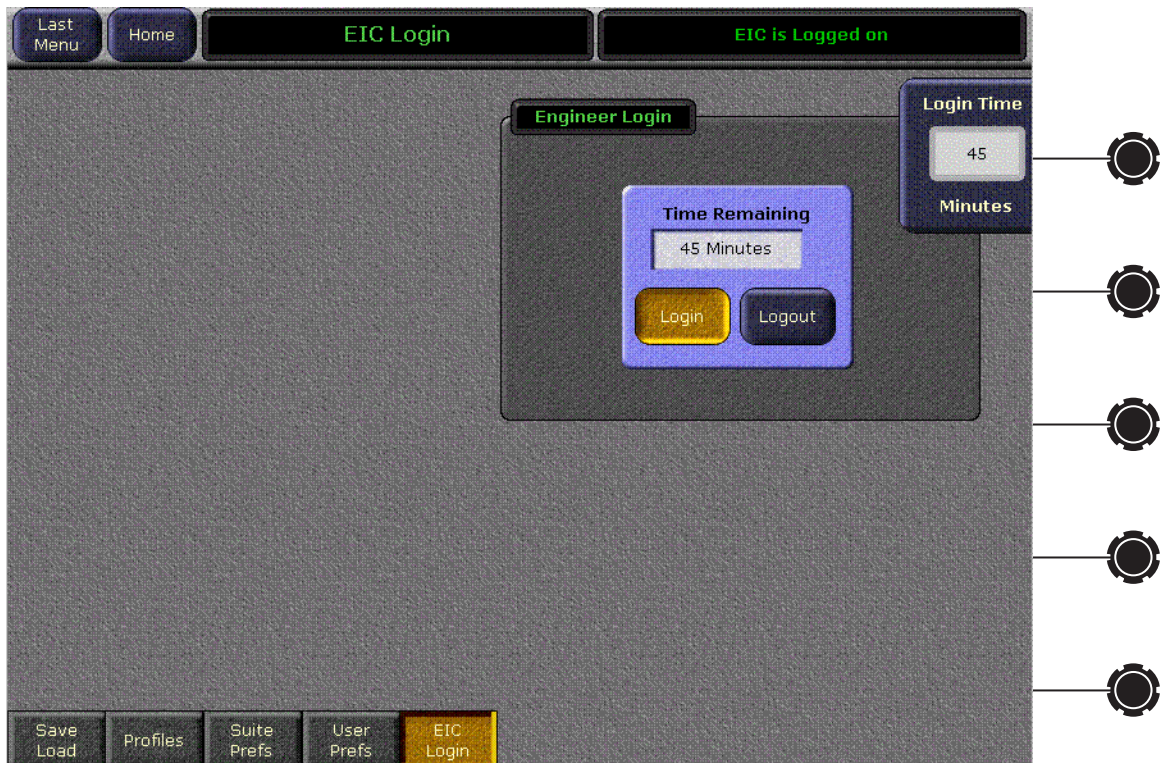 Last
Menu
Home
EIC Login
EIC is Logged on
Login Time
45
Minutes
Engineer Login
Time Remaining
45 Minutes
Login
Logout
Save
Load
Profiles
Suite
Prefs
User
Prefs
EIC
Login